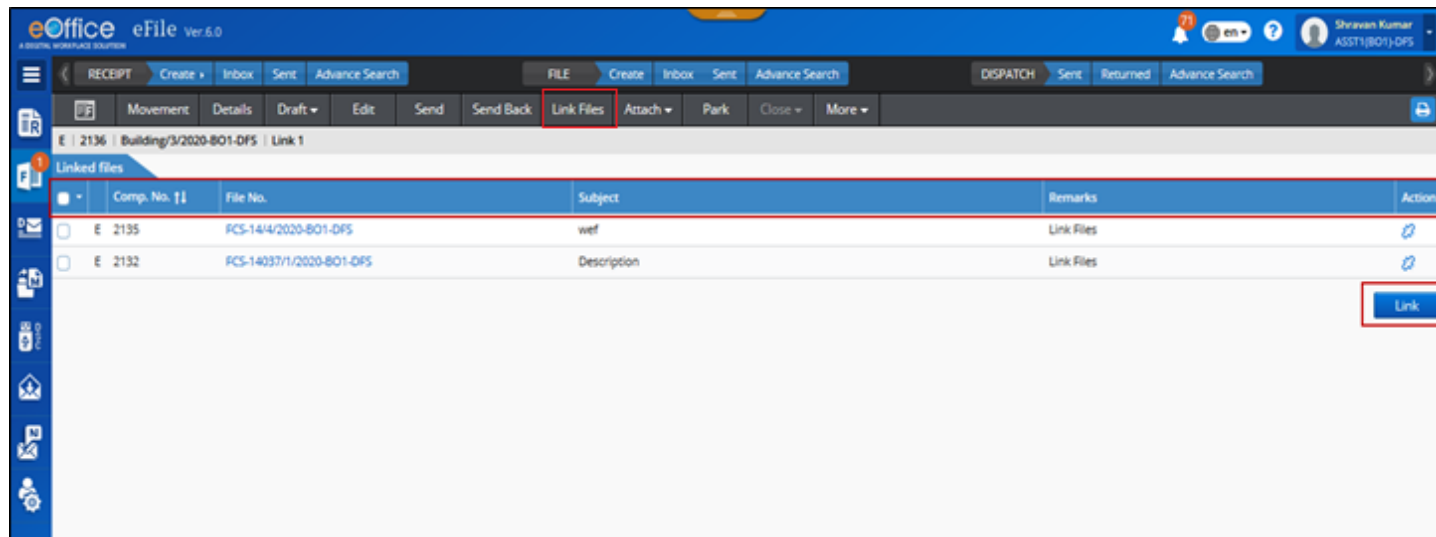 eOffice eFile Ver.6.0 71 en ? Shravan Kumar
A DIGITAL WORKPLACE SOLUTION ASST1(BO1)-DFS
RECEIPT Create Inbox Sent Advance Search FILE Create Inbox Sent Advance Search DISPATCH Sent Returned Advance Search
Movement Details Draft Edit Send Send Back Link Files Attach Park Close More
E | 2136 | Building/3/2020-BO1-DFS | Link 1
Linked files
Comp. No. File No. Subject Remarks Action
E 2135 FCS-14/4/2020-BO1-DFS wef Link Files
E 2132 FCS-14037/1/2020-BO1-DFS Description Link Files
Link
R
F 1
D
N
N